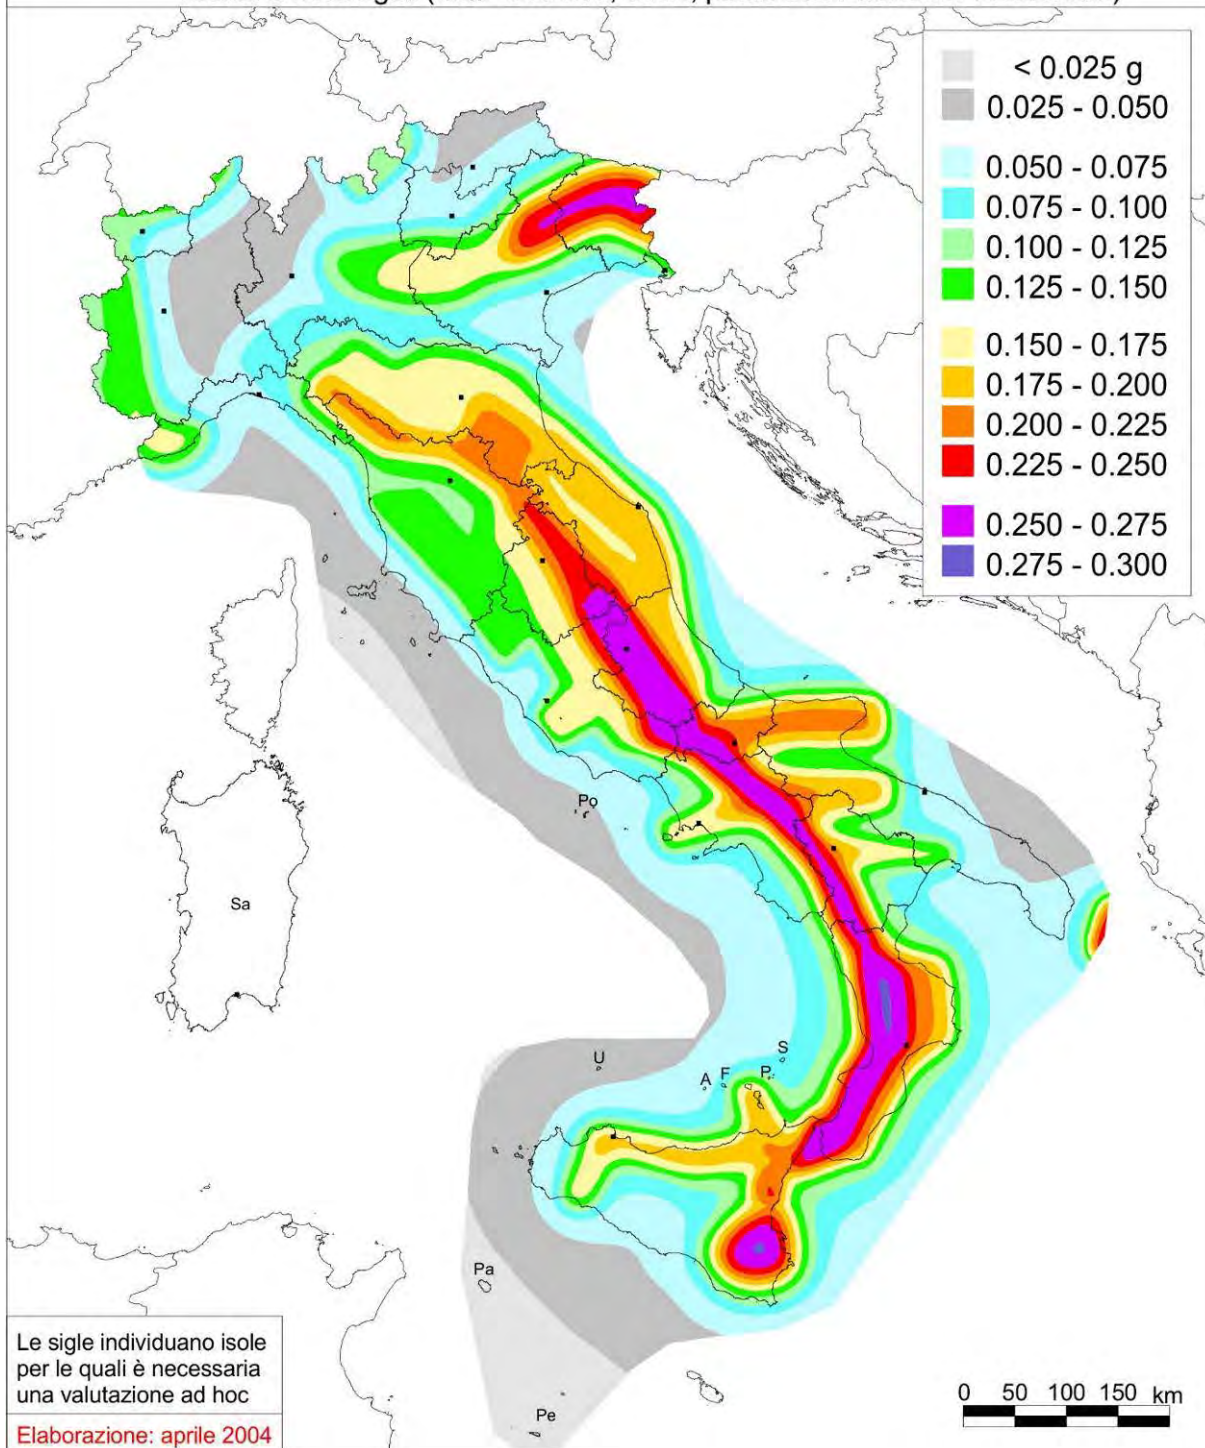 < 0.025 g
0.025 - 0.050
0.050 - 0.075
0.075 - 0.100
0.100 - 0.125
0.125 - 0.150
0.150 - 0.175
0.175 - 0.200
0.200 - 0.225
0.225 - 0.250
0.250 - 0.275
0.275 - 0.300
Po
Sa
U
S
A
F
P
Pa
Pe
Le sigle individuano isole
per le quali è necessaria
una valutazione ad hoc
Elaborazione: aprile 2004
0 50 100 150 km